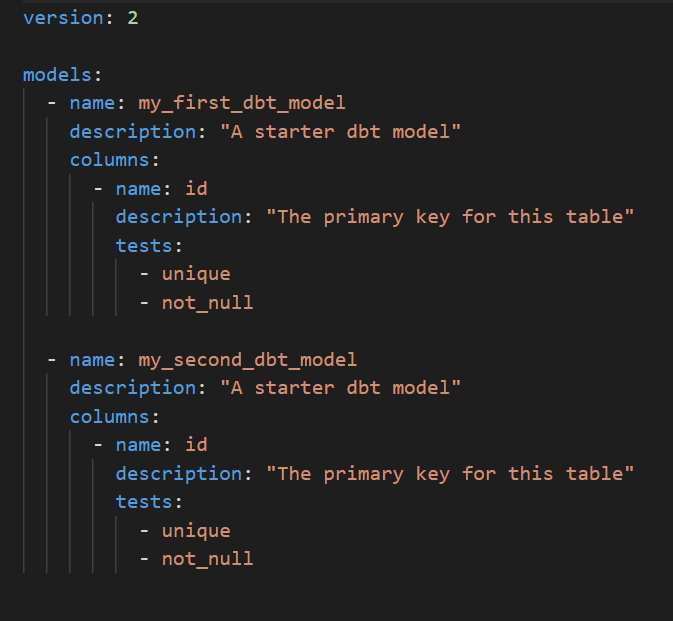 version: 2
models:
- name: my_first_dbt_model
description: "A starter dbt model"
columns:
- name: id
description: "The primary key for this table"
tests:
- unique
- not_null
- name: my_second_dbt_model
description: "A starter dbt model"
columns:
- name: id
description: "The primary key for this table"
tests:
- unique
- not_null